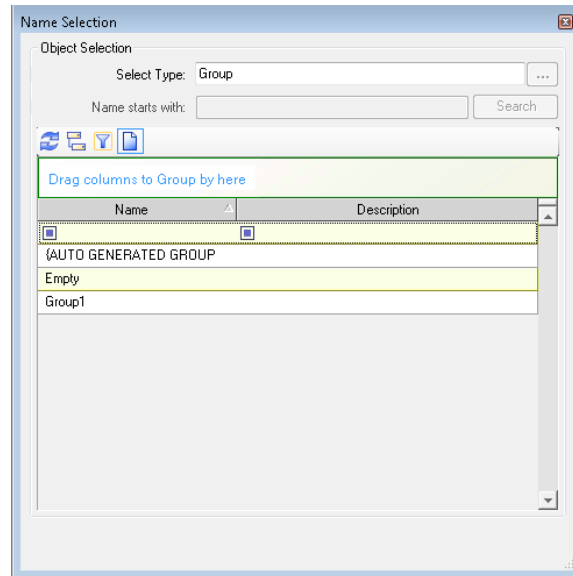 Name Selection
Object Selection
Select Type: Group ...
Name starts with: Search
Drag columns to Group by here
Name Description
{AUTO GENERATED GROUP
Empty
Group1